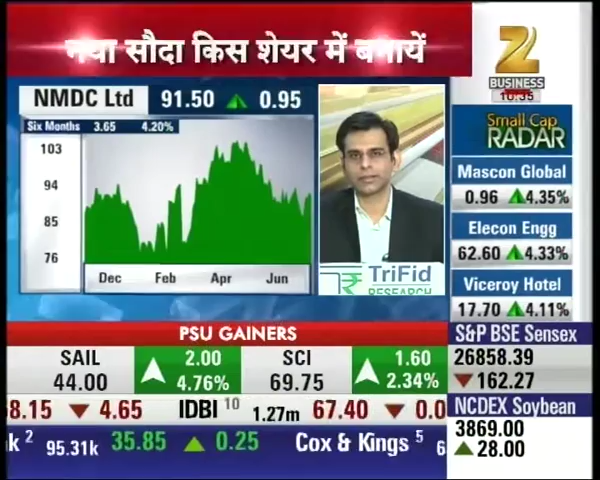 नया सौदा किस शेयर में बनायें
Z
BUSINESS
10:35
NMDC Ltd 91.50 0.95
Six Months 3.65 4.20%
103
94
85
76
Dec Feb Apr Jun
TriFid
RESEARCH
Small Cap
RADAR
Mascon Global
0.96 4.35%
Elecon Engg
62.60 4.33%
Viceroy Hotel
17.70 4.11%
PSU GAINERS
SAIL 2.00
44.00 4.76%
SCI 1.60
69.75 2.34%
S&P BSE Sensex
26858.39
162.27
NCDEX Soybean
3869.00
28.00
8.15 4.65 IDBI 10 1.27m 67.40 0.0
k 2 95.31k 35.85 0.25 Cox & Kings 5 6